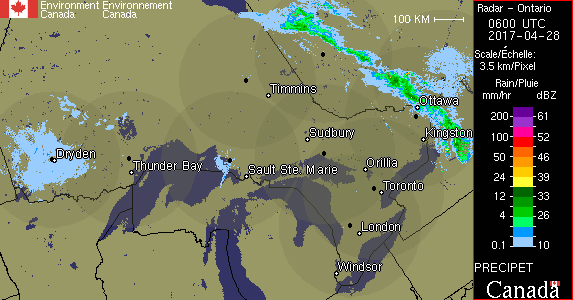 Environment Environnement
Canada Canada
100 KM
Timmins
Ottawa
Sudbury
Kingston
Dryden
Thunder Bay
Sault Ste. Marie
Orillia
Toronto
London
Windsor
Radar - Ontario
0600 UTC
2017-04-28
Scale/Échelle:
3.5 km/Pixel
Rain/Pluie
mm/hr dBZ
200 61
100 52
50 46
24 39
12 33
4 26
0.1 10
PRECIPET
Canada